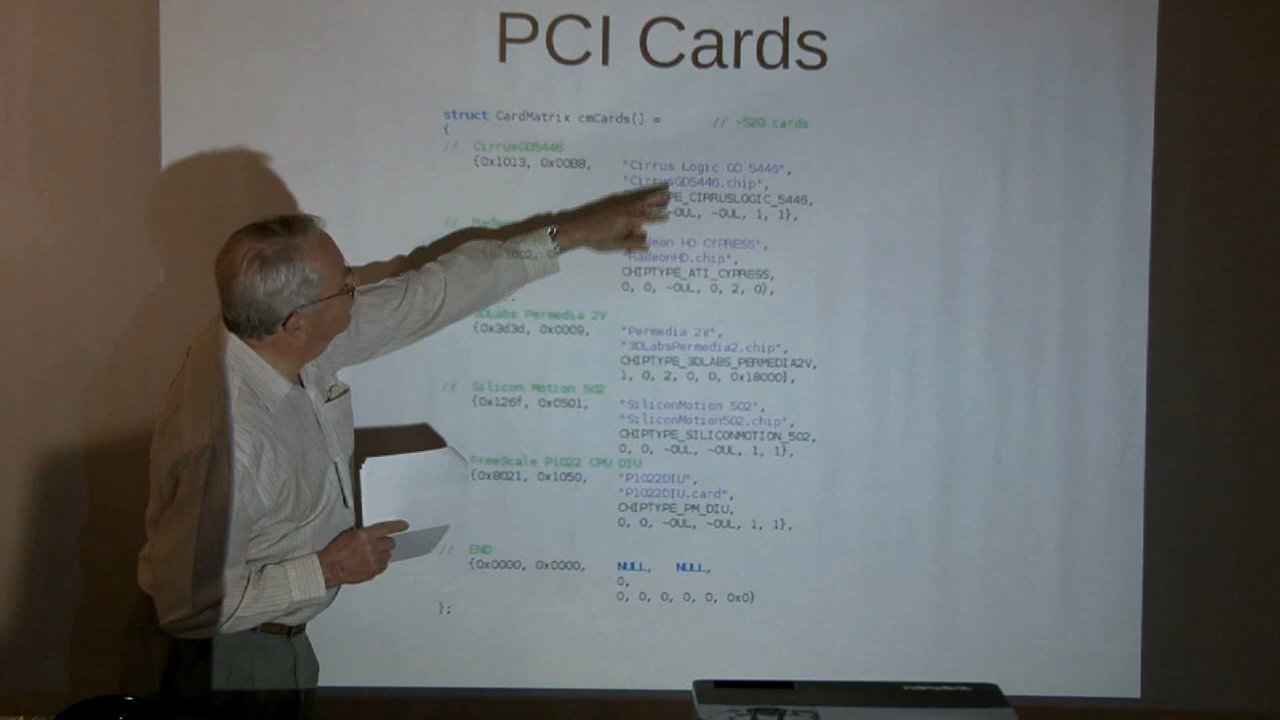 PCI Cards
struct CardMatrix cmCards[] = // ~520 cards
{
// CirrusGD5446
{0x1013, 0x00B8, "Cirrus Logic GD 5446",
"CirrusGD5446.chip",
_CIRRUSLOGIC_5446,
~0UL, ~0UL, 1, 1},
//
HD CYPRESS",
"RadeonHD.chip",
CHIPTYPE_ATI_CYPRESS,
0, 0, ~0UL, 0, 2, 0},
3DLabs Permedia 2V
{0x3d3d, 0x0009, "Permedia 2V",
"3DLabsPermedia2.chip",
CHIPTYPE_3DLABS_PERMEDIA2V,
1, 0, 2, 0, 0, 0x18000},
// Silicon Motion 502
{0x126f, 0x0501, "SiliconMotion 502",
"SiliconMotion502.chip",
CHIPTYPE_SILICONMOTION_502,
0, 0, ~0UL, ~0UL, 1, 1},
FreeScale P1022 CPU DIU
{0x8021, 0x1050, "P1022DIU",
"P1022DIU.card",
CHIPTYPE_PM_DIU,
0, 0, ~0UL, ~0UL, 1, 1},
// END
{0x0000, 0x0000, NULL, NULL,
0,
0, 0, 0, 0, 0, 0x0}
};